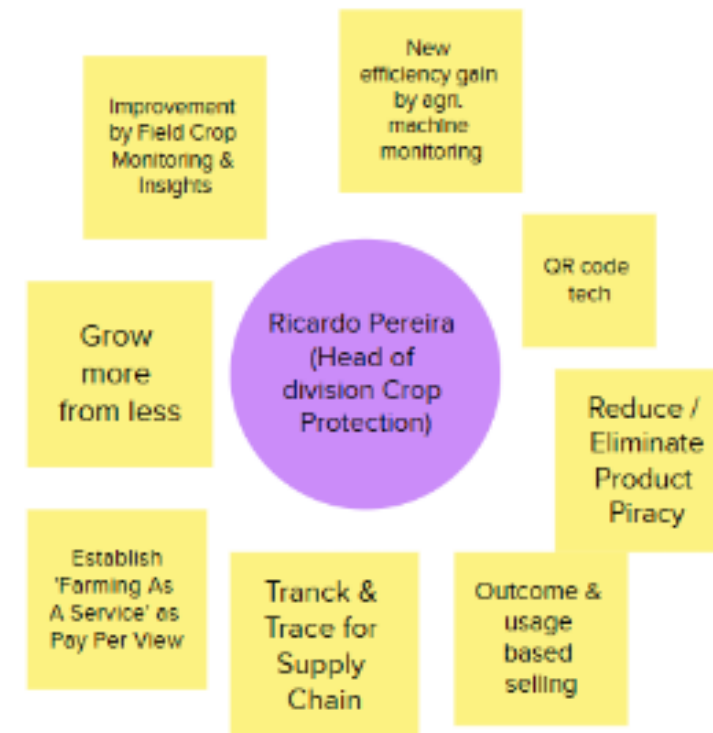 New
efficiency gain
by agri.
machine
monitoring
Improvement
by Field Crop
Monitoring &
Insights
QR code
tech
Ricardo Pereira
(Head of
division Crop
Protection)
Grow
more
from less
Reduce /
Eliminate
Product
Piracy
Establish
'Farming As
A Service' as
Pay Per View
Tranck &
Trace for
Supply
Chain
Outcome &
usage
based
selling